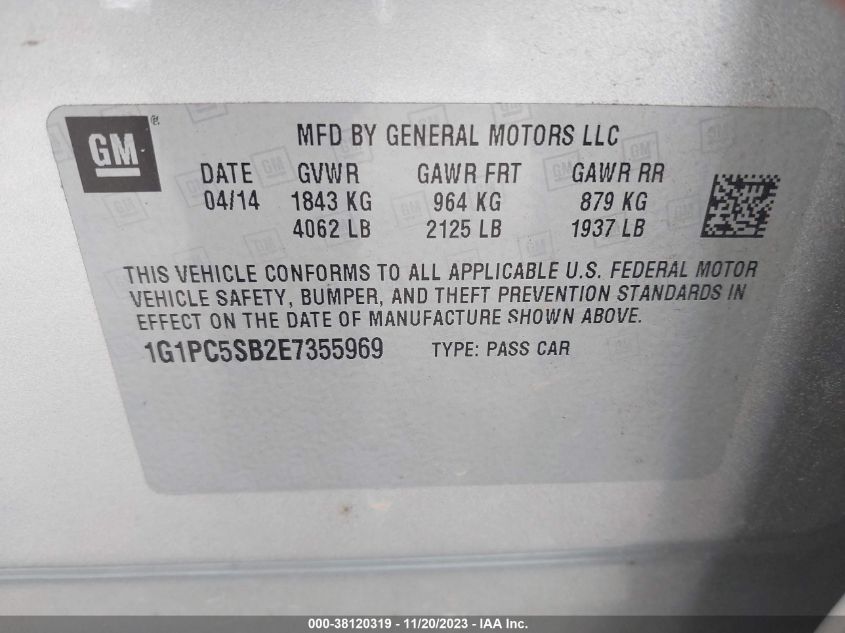 GM ®
MFD BY GENERAL MOTORS LLC
DATE GVWR GAWR FRT GAWR RR
04/14 1843 KG 964 KG 879 KG
4062 LB 2125 LB 1937 LB
THIS VEHICLE CONFORMS TO ALL APPLICABLE U.S. FEDERAL MOTOR
VEHICLE SAFETY, BUMPER, AND THEFT PREVENTION STANDARDS IN
EFFECT ON THE DATE OF MANUFACTURE SHOWN ABOVE.
1G1PC5SB2E7355969 TYPE: PASS CAR
000-38120319 - 11/20/2023 - IAA Inc.